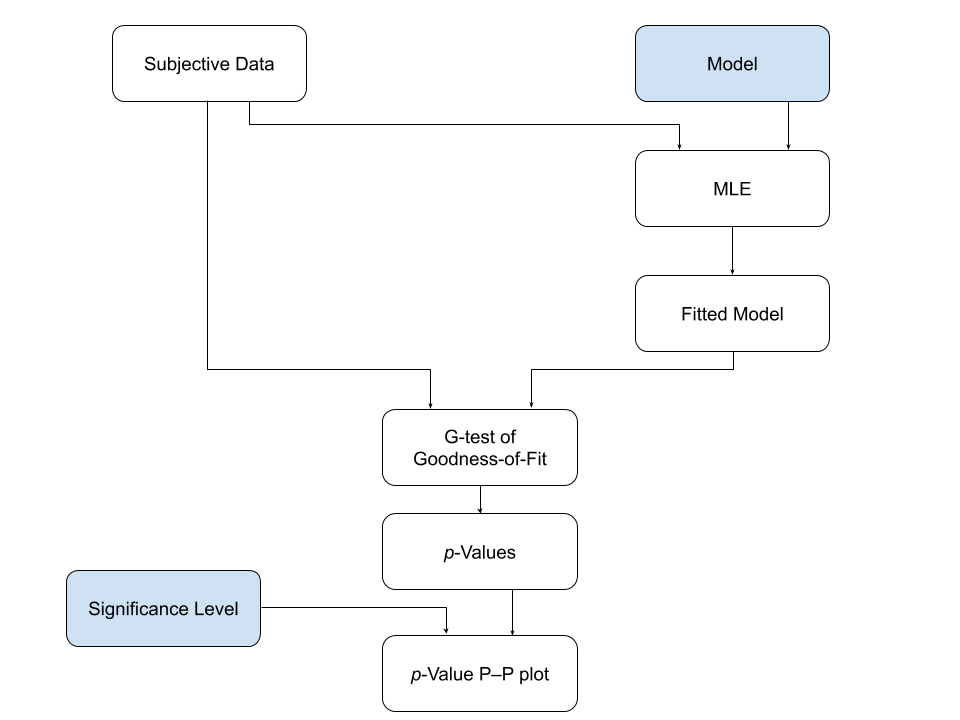 Subjective Data
Model
MLE
Fitted Model
G-test of
Goodness-of-Fit
p-Values
Significance Level
p-Value P–P plot